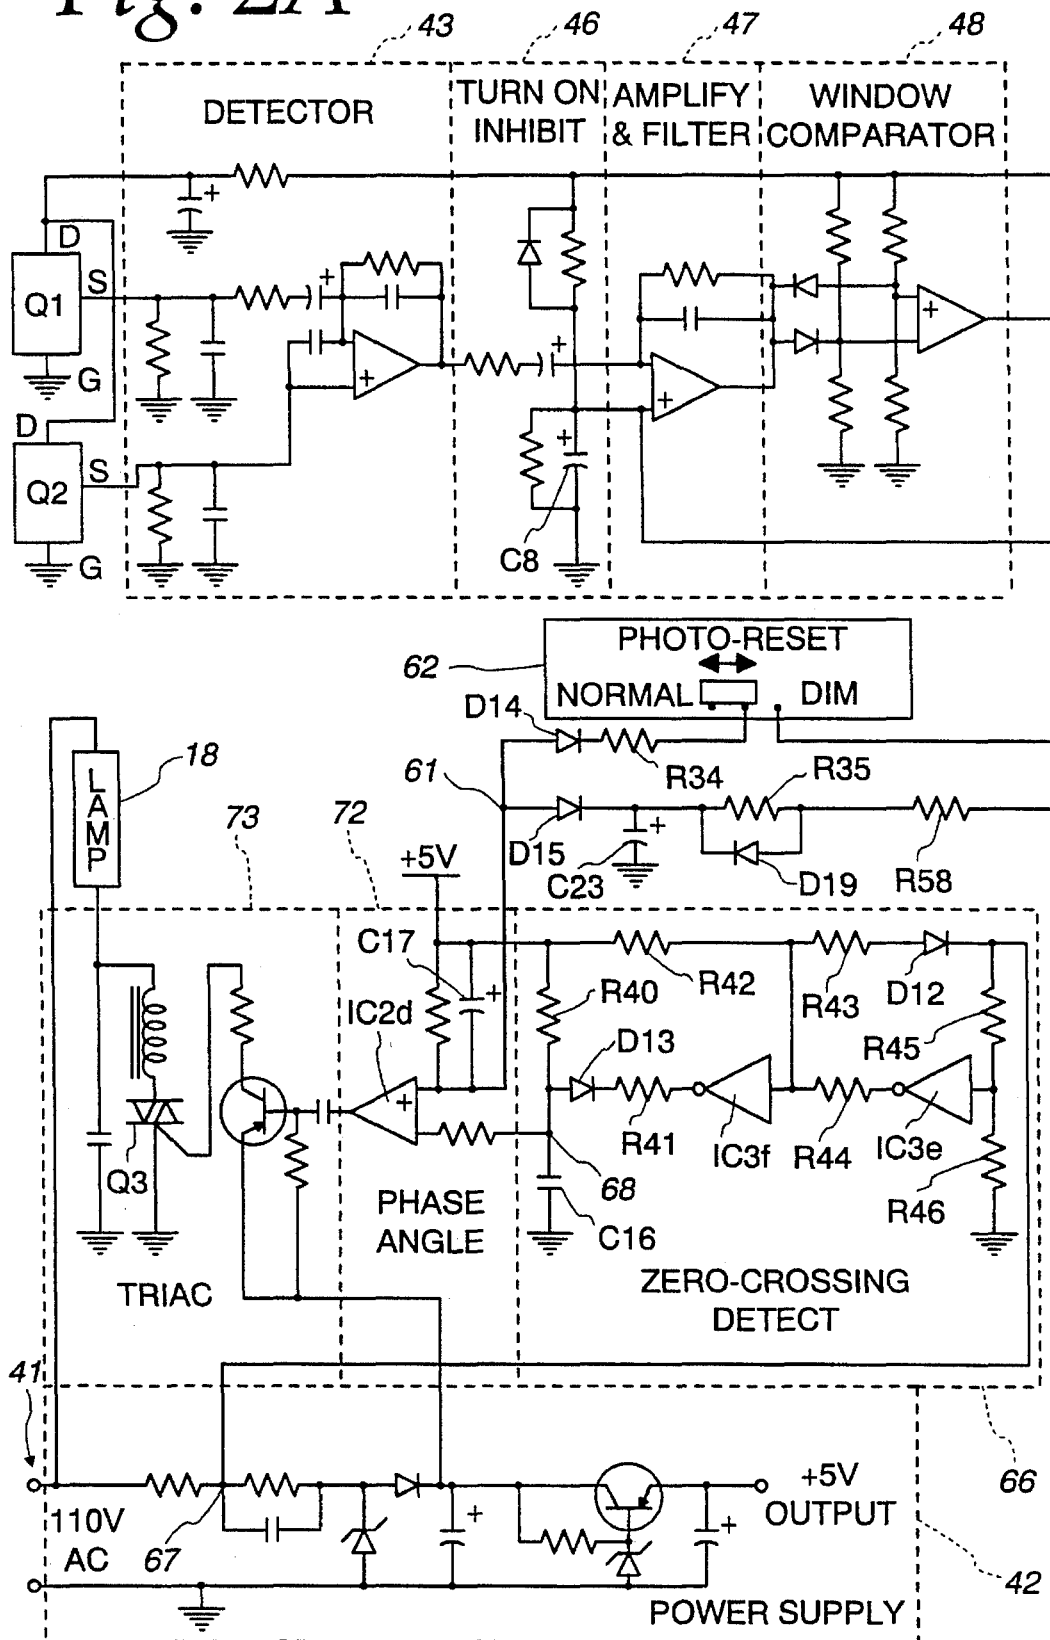 Fig. 2A
43
46
47
48
DETECTOR
TURN ON
INHIBIT
AMPLIFY
& FILTER
WINDOW
COMPARATOR
+
D
S
Q1
G
+
+
+
+
+
D
S
Q2
G
+
C8
62
PHOTO-RESET
NORMAL
DIM
D14
R34
18
LAMP
61
R35
73
72
+5V
D15
+
C23
D19
R58
C17
+
IC2d
R42
R40
R43
D12
R45
D13
+
R41
IC3f
R44
IC3e
Q3
68
R46
PHASE
ANGLE
C16
TRIAC
ZERO-CROSSING
DETECT
41
66
110V
AC
67
+
+
+5V
OUTPUT
42
POWER SUPPLY